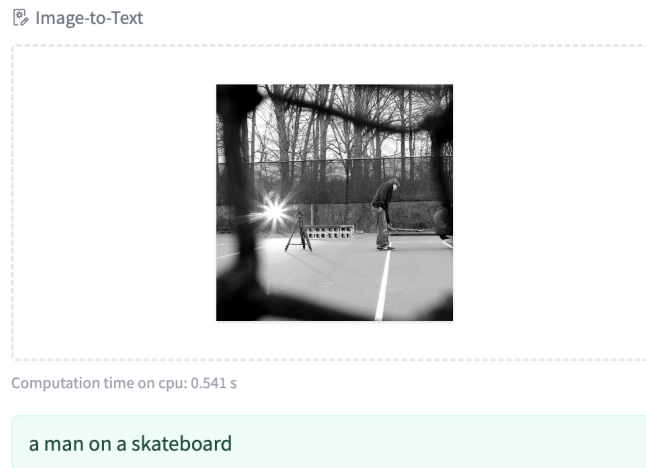 Image-to-Text
Computation time on cpu: 0.541 s
a man on a skateboard